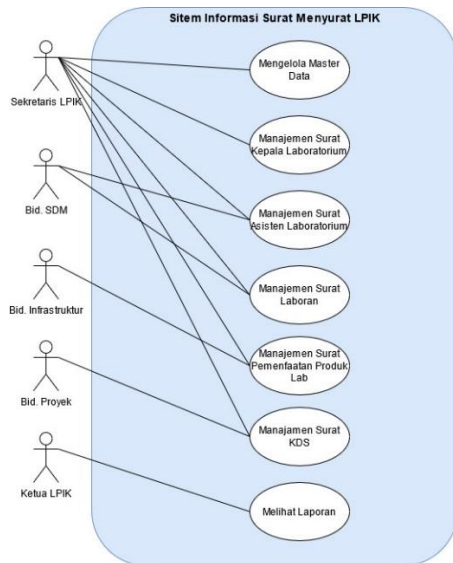 Sitem Informasi Surat Menyurat LPIK
Sekretaris LPIK
Bid. SDM
Bid. Infrastruktur
Bid. Proyek
Ketua LPIK
Mengelola Master
Data
Manajemen Surat
Kepala Laboratorium
Manajemen Surat
Asisten Laboratorium
Manajemen Surat
Laboran
Manajemen Surat
Pemenfaatan Produk
Lab
Manajamen Surat
KDS
Melihat Laporan